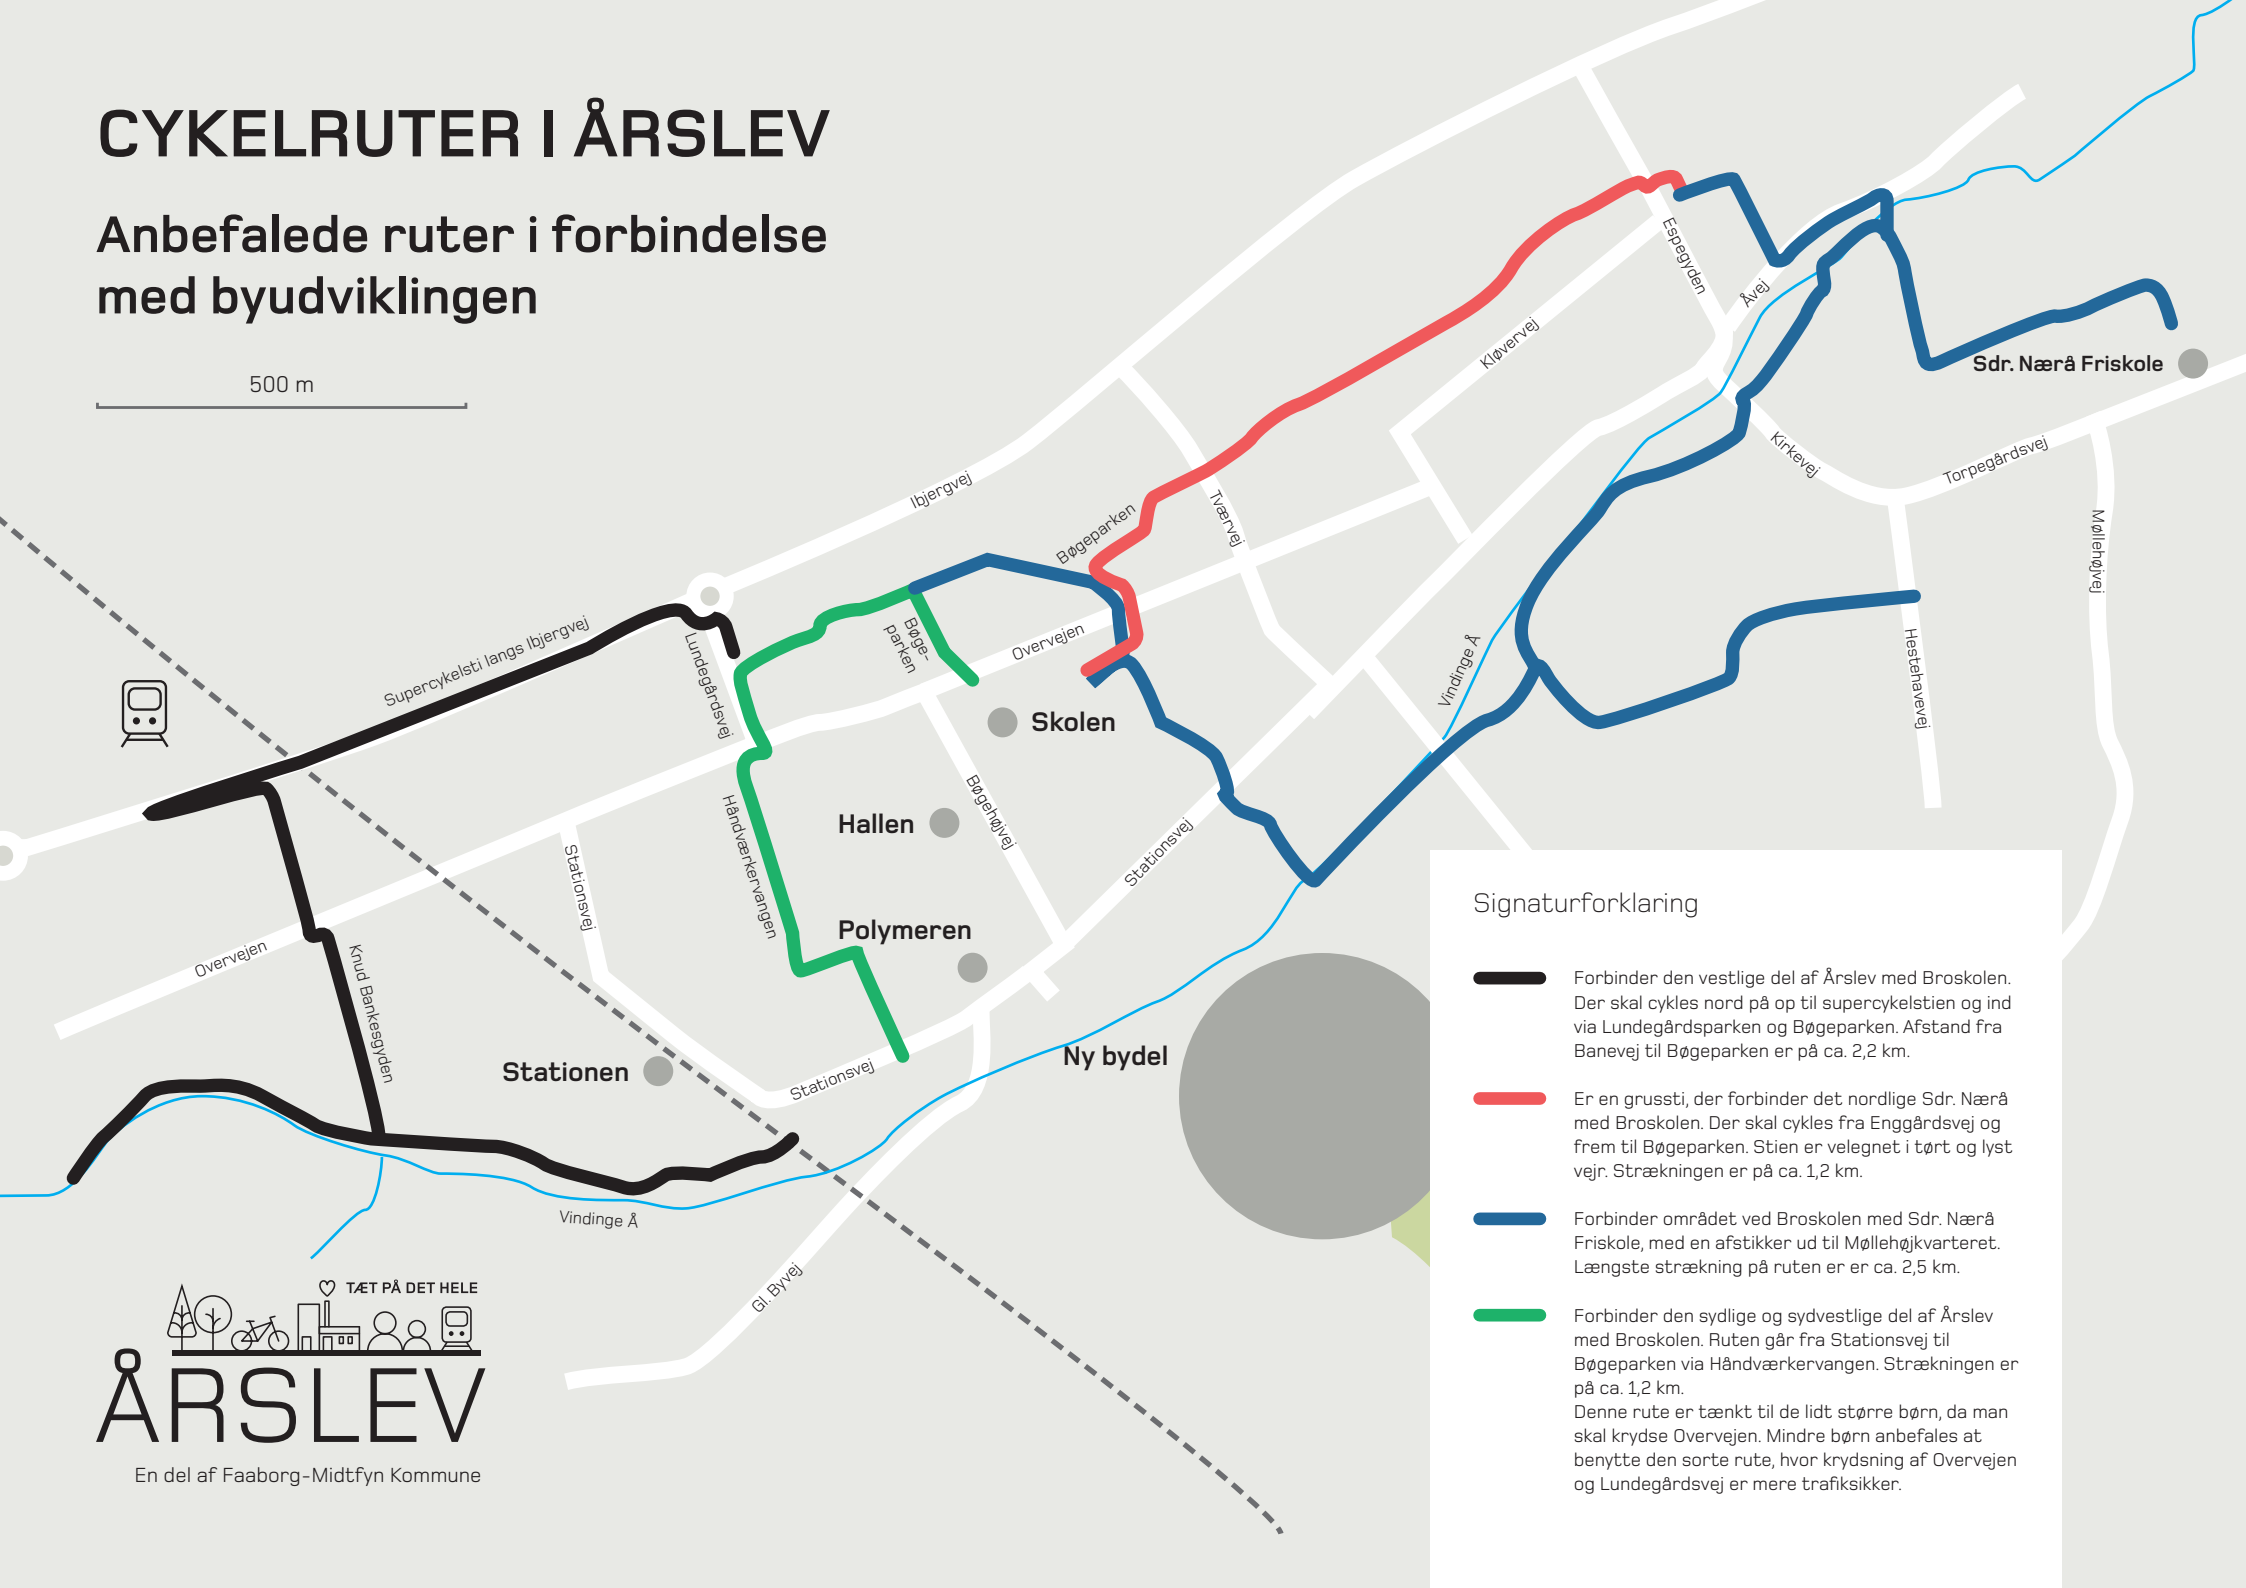 CYKELRUTER I ÅRSLEV
Anbefalede ruter i forbindelse
med byudviklingen
500 m
Ibjergvej
Supercykelsti langs Ibjergvej
Lundegårdsvej
Bøge-
parken
Bøgeparken
Overvejen
Tværvej
Kløvervej
Espegyden
Åvej
Sdr. Nærå Friskole
Kirkevej
Torpegårdsvej
Møllehøjvej
Hestehavevej
Vindinge Å
Skolen
Hallen
Bøgehøjvej
Håndværkervangen
Stationsvej
Stationsvej
Polymeren
Overvejen
Knud Bankesgyden
Stationen
Stationsvej
Ny bydel
Vindinge Å
Gl. Byvej
Signaturforklaring
Forbinder den vestlige del af Årslev med Broskolen.
Der skal cykles nord på op til supercykelstien og ind
via Lundegårdsparken og Bøgeparken. Afstand fra
Banevej til Bøgeparken er på ca. 2,2 km.
Er en grussti, der forbinder det nordlige Sdr. Nærå
med Broskolen. Der skal cykles fra Enggårdsvej og
frem til Bøgeparken. Stien er velegnet i tørt og lyst
vejr. Strækningen er på ca. 1,2 km.
Forbinder området ved Broskolen med Sdr. Nærå
Friskole, med en afstikker ud til Møllehøjkvarteret.
Længste strækning på ruten er er ca. 2,5 km.
Forbinder den sydlige og sydvestlige del af Årslev
med Broskolen. Ruten går fra Stationsvej til
Bøgeparken via Håndværkervangen. Strækningen er
på ca. 1,2 km.
Denne rute er tænkt til de lidt større børn, da man
skal krydse Overvejen. Mindre børn anbefales at
benytte den sorte rute, hvor krydsning af Overvejen
og Lundegårdsvej er mere trafiksikker.
TÆT PÅ DET HELE
ÅRSLEV
En del af Faaborg-Midtfyn Kommune